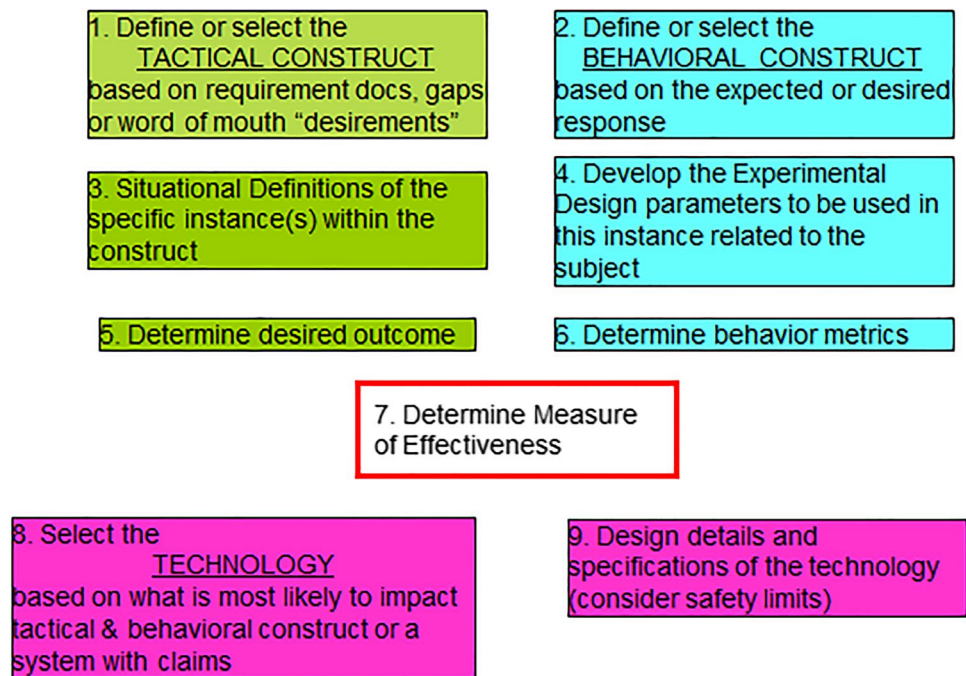 1. Define or select the
TACTICAL CONSTRUCT
based on requirement docs, gaps
or word of mouth “desirements”
2. Define or select the
BEHAVIORAL CONSTRUCT
based on the expected or desired
response
3. Situational Definitions of the
specific instance(s) within the
construct
4. Develop the Experimental
Design parameters to be used in
this instance related to the
subject
5. Determine desired outcome
6. Determine behavior metrics
7. Determine Measure
of Effectiveness
8. Select the
TECHNOLOGY
based on what is most likely to impact
tactical & behavioral construct or a
system with claims
9. Design details and
specifications of the technology
(consider safety limits)